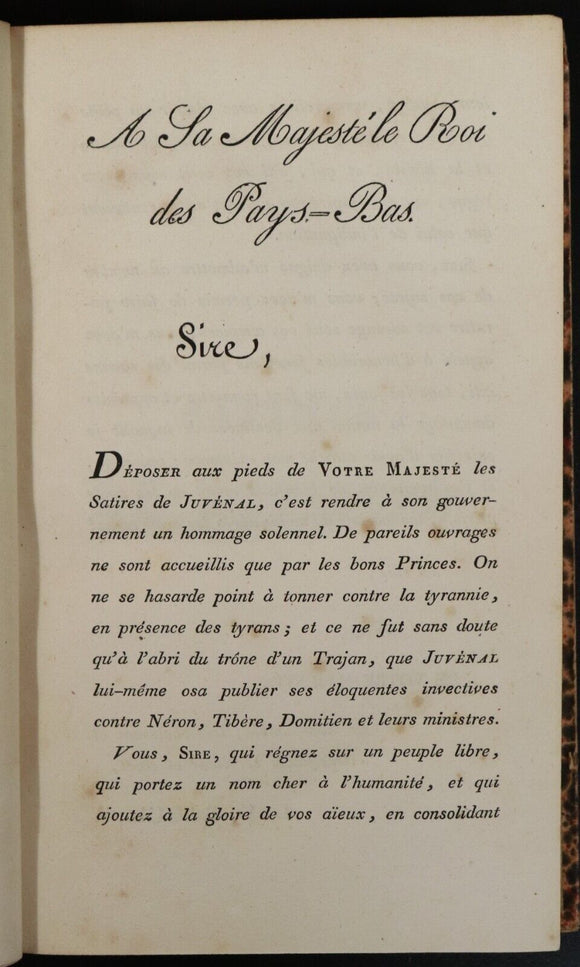 A Sa Majesté le Roi
des Pays=Bas.
Sire,
DÉPOSER aux pieds de VOTRE MAJESTÉ les
Satires de JUVÉNAL, c'est rendre à son gouver-
nement un hommage solennel. De pareils ouvrages
ne sont accueillis que par les bons Princes. On
ne se hasarde point à tonner contre la tyrannie,
en présence des tyrans; et ce ne fut sans doute
qu'à l'abri du trône d'un Trajan, que JUVÉNAL
lui-même osa publier ses éloquentes invectives
contre Néron, Tibère, Domitien et leurs ministres.
Vous, SIRE, qui régnez sur un peuple libre,
qui portez un nom cher à l'humanité, et qui
ajoutez à la gloire de vos aïeux, en consolidant